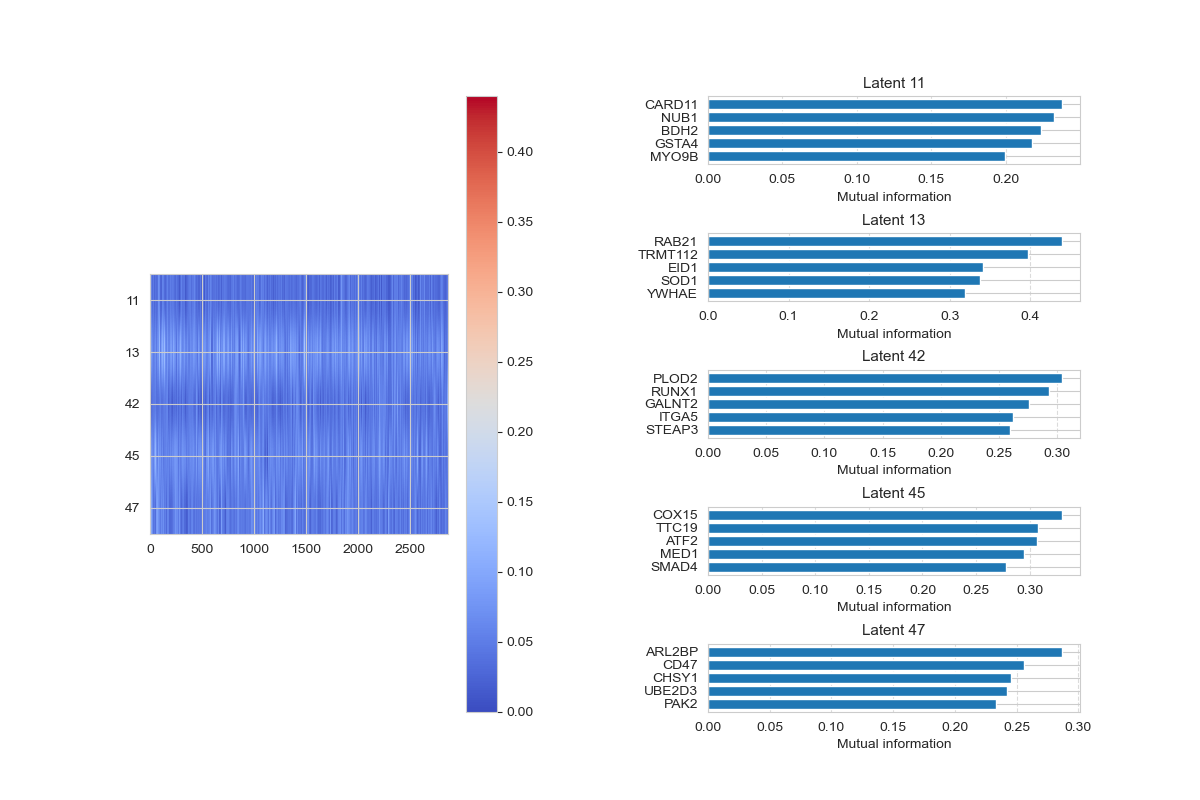 11
13
42
45
47
0 500 1000 1500 2000 2500
0.40
0.35
0.30
0.25
0.20
0.15
0.10
0.05
0.00
Latent 11
CARD11
NUB1
BDH2
GSTA4
MYO9B
0.00 0.05 0.10 0.15 0.20
Mutual information
Latent 13
RAB21
TRMT112
EID1
SOD1
YWHAE
0.0 0.1 0.2 0.3 0.4
Mutual information
Latent 42
PLOD2
RUNX1
GALNT2
ITGA5
STEAP3
0.00 0.05 0.10 0.15 0.20 0.25 0.30
Mutual information
Latent 45
COX15
TTC19
ATF2
MED1
SMAD4
0.00 0.05 0.10 0.15 0.20 0.25 0.30
Mutual information
Latent 47
ARL2BP
CD47
CHSY1
UBE2D3
PAK2
0.00 0.05 0.10 0.15 0.20 0.25 0.30
Mutual information